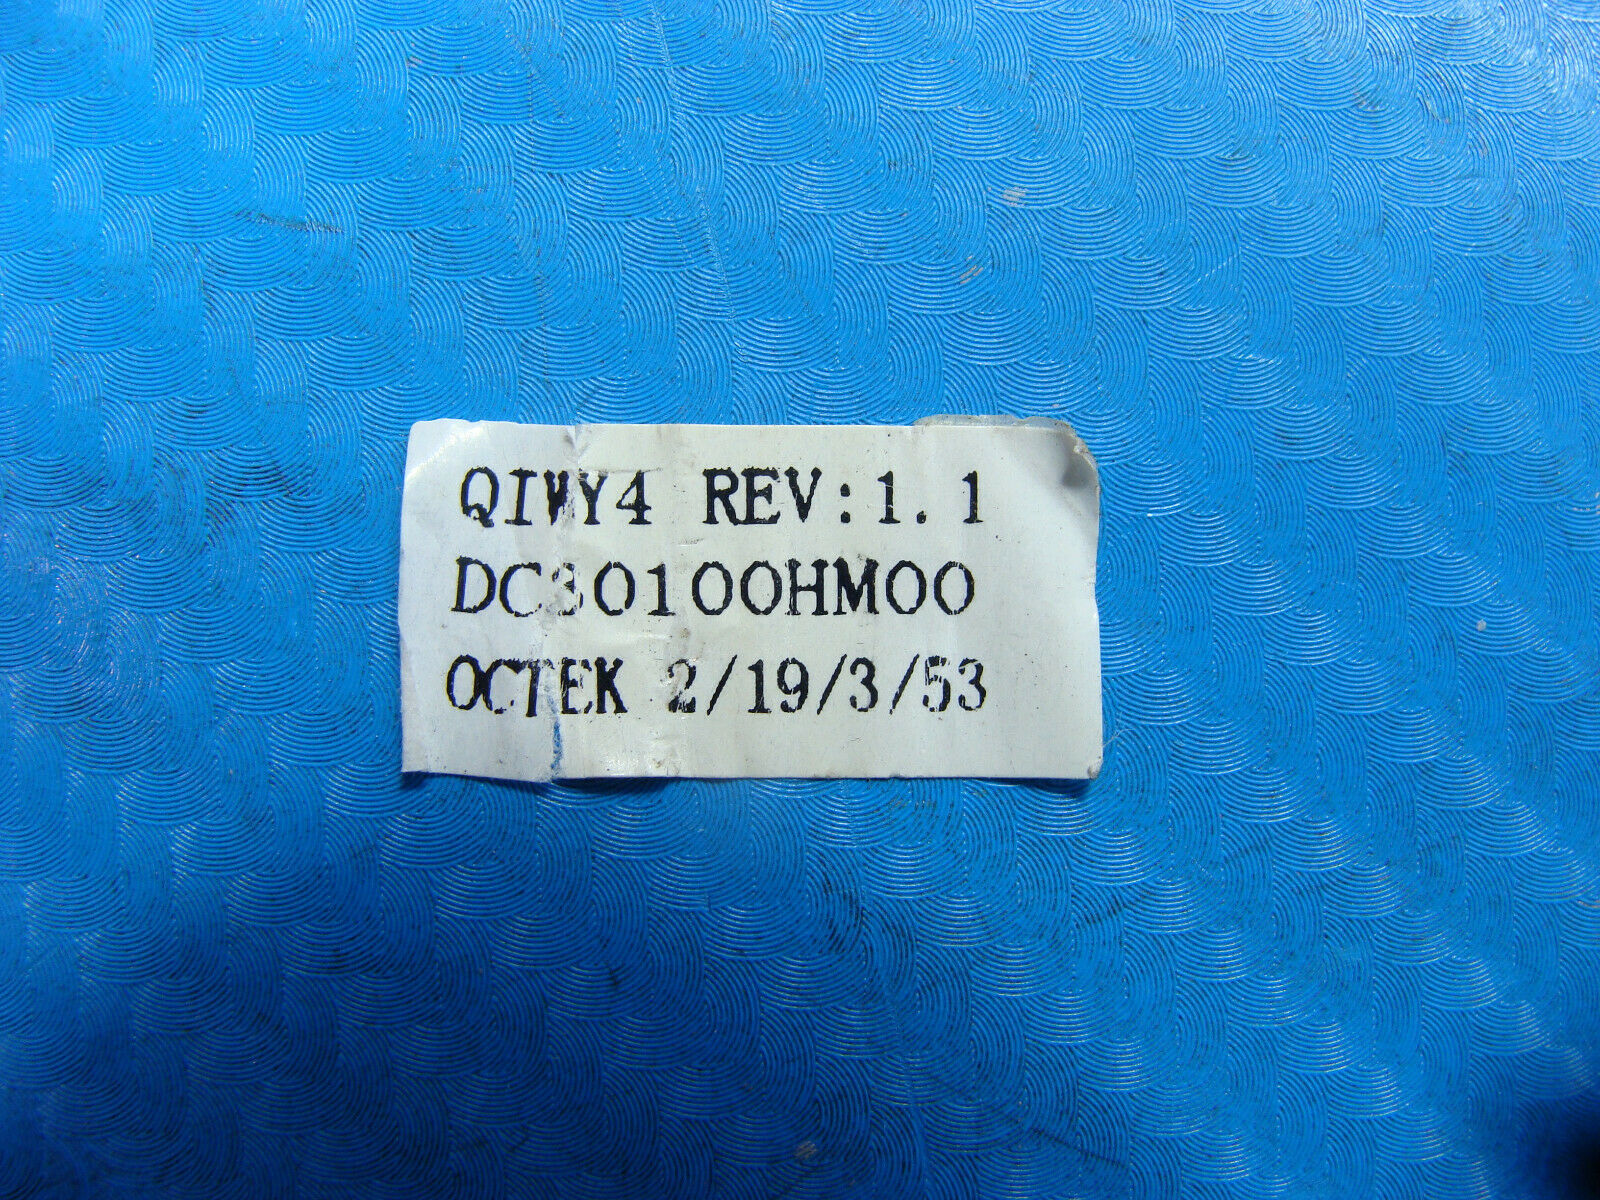 QIWY4 REV:1.1
DC30100HM00
OCTEK 2/19/3/53